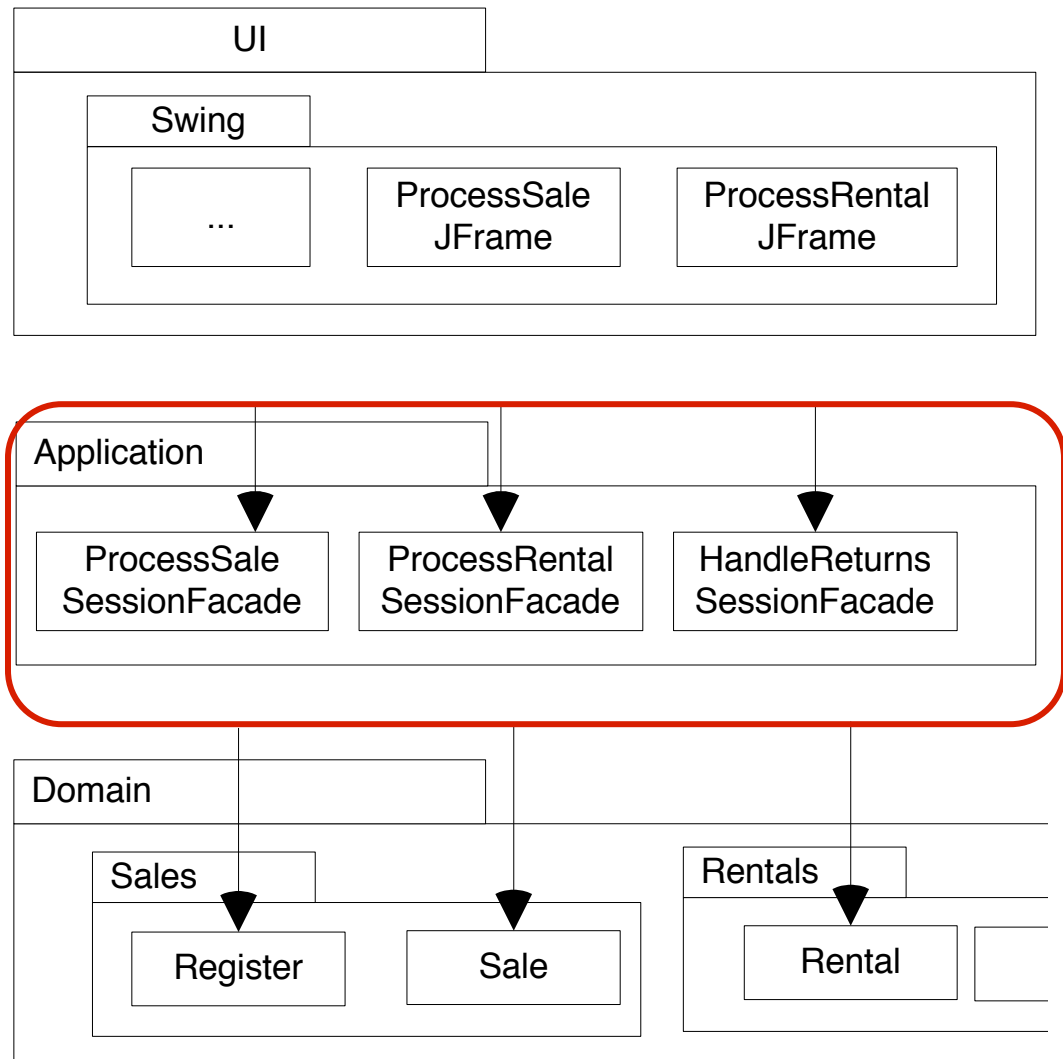 UI
Swing
...
ProcessSale
JFrame
ProcessRental
JFrame
Application
ProcessSale
SessionFacade
ProcessRental
SessionFacade
HandleReturns
SessionFacade
Domain
Sales
Register
Sale
Rentals
Rental